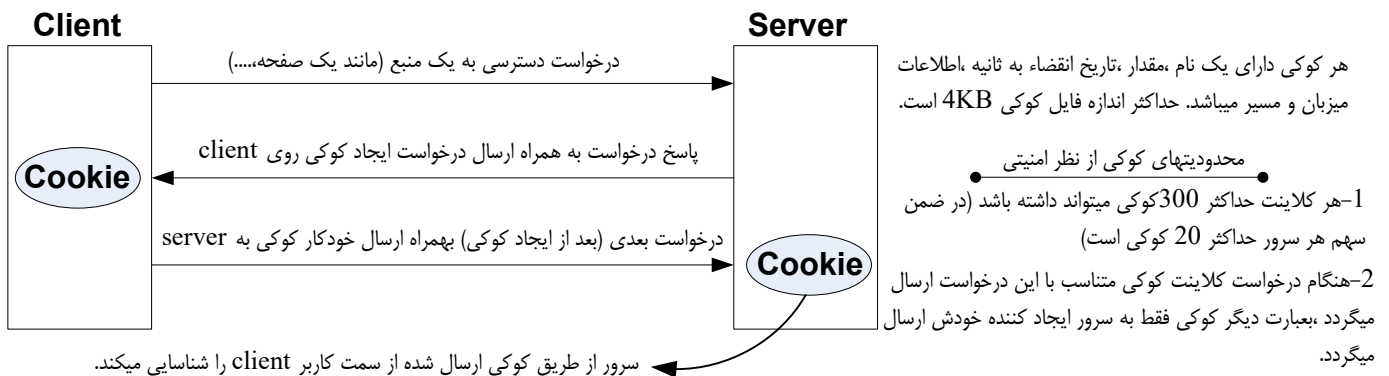 Client
Server
درخواست دسترسی به یک منبع (مانند یک صفحه،....)
پاسخ درخواست به همراه ارسال درخواست ایجاد کوکی روی client
Cookie
درخواست بعدی (بعد از ایجاد کوکی) بهمراه ارسال خودکار کوکی به server
Cookie
سرور از طریق کوکی ارسال شده از سمت کاربر client را شناسایی میکند.
هر کوکی دارای یک نام ،مقدار ،تاریخ انقضاء به ثانیه ،اطلاعات
میزبان و مسیر میباشد. حداکثر اندازه فایل کوکی 4KB است.
محدودیتهای کوکی از نظر امنیتی
1-هر کلاینت حداکثر 300کوکی میتواند داشته باشد (در ضمن
سهم هر سرور حداکثر 20 کوکی است)
2-هنگام درخواست کلاینت کوکی متناسب با این درخواست ارسال
میگردد ،بعبارت دیگر کوکی فقط به سرور ایجاد کننده خودش ارسال
میگردد.